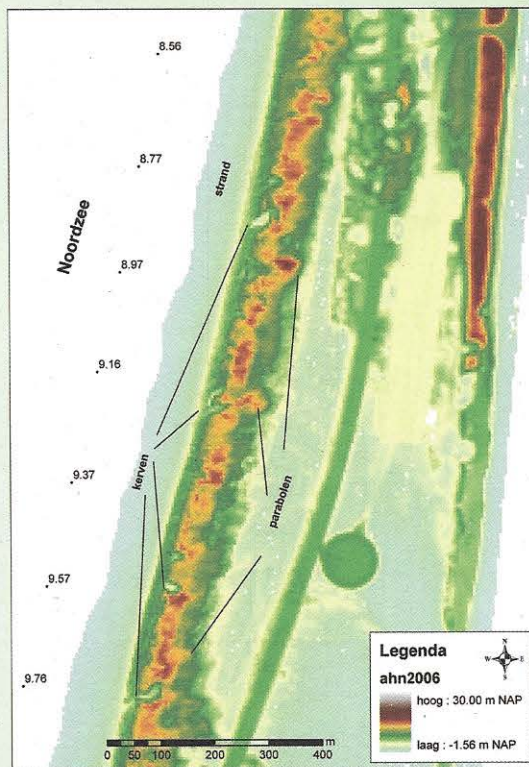 8.56
8.77
strand
Noordzee
8.97
9.16
kerven
9.37
parabolen
9.57
9.76
Legenda
N
W E
S
ahn2006
hoog : 30.00 m NAP
laag : -1.56 m NAP
m
0 50 100 200 300 400